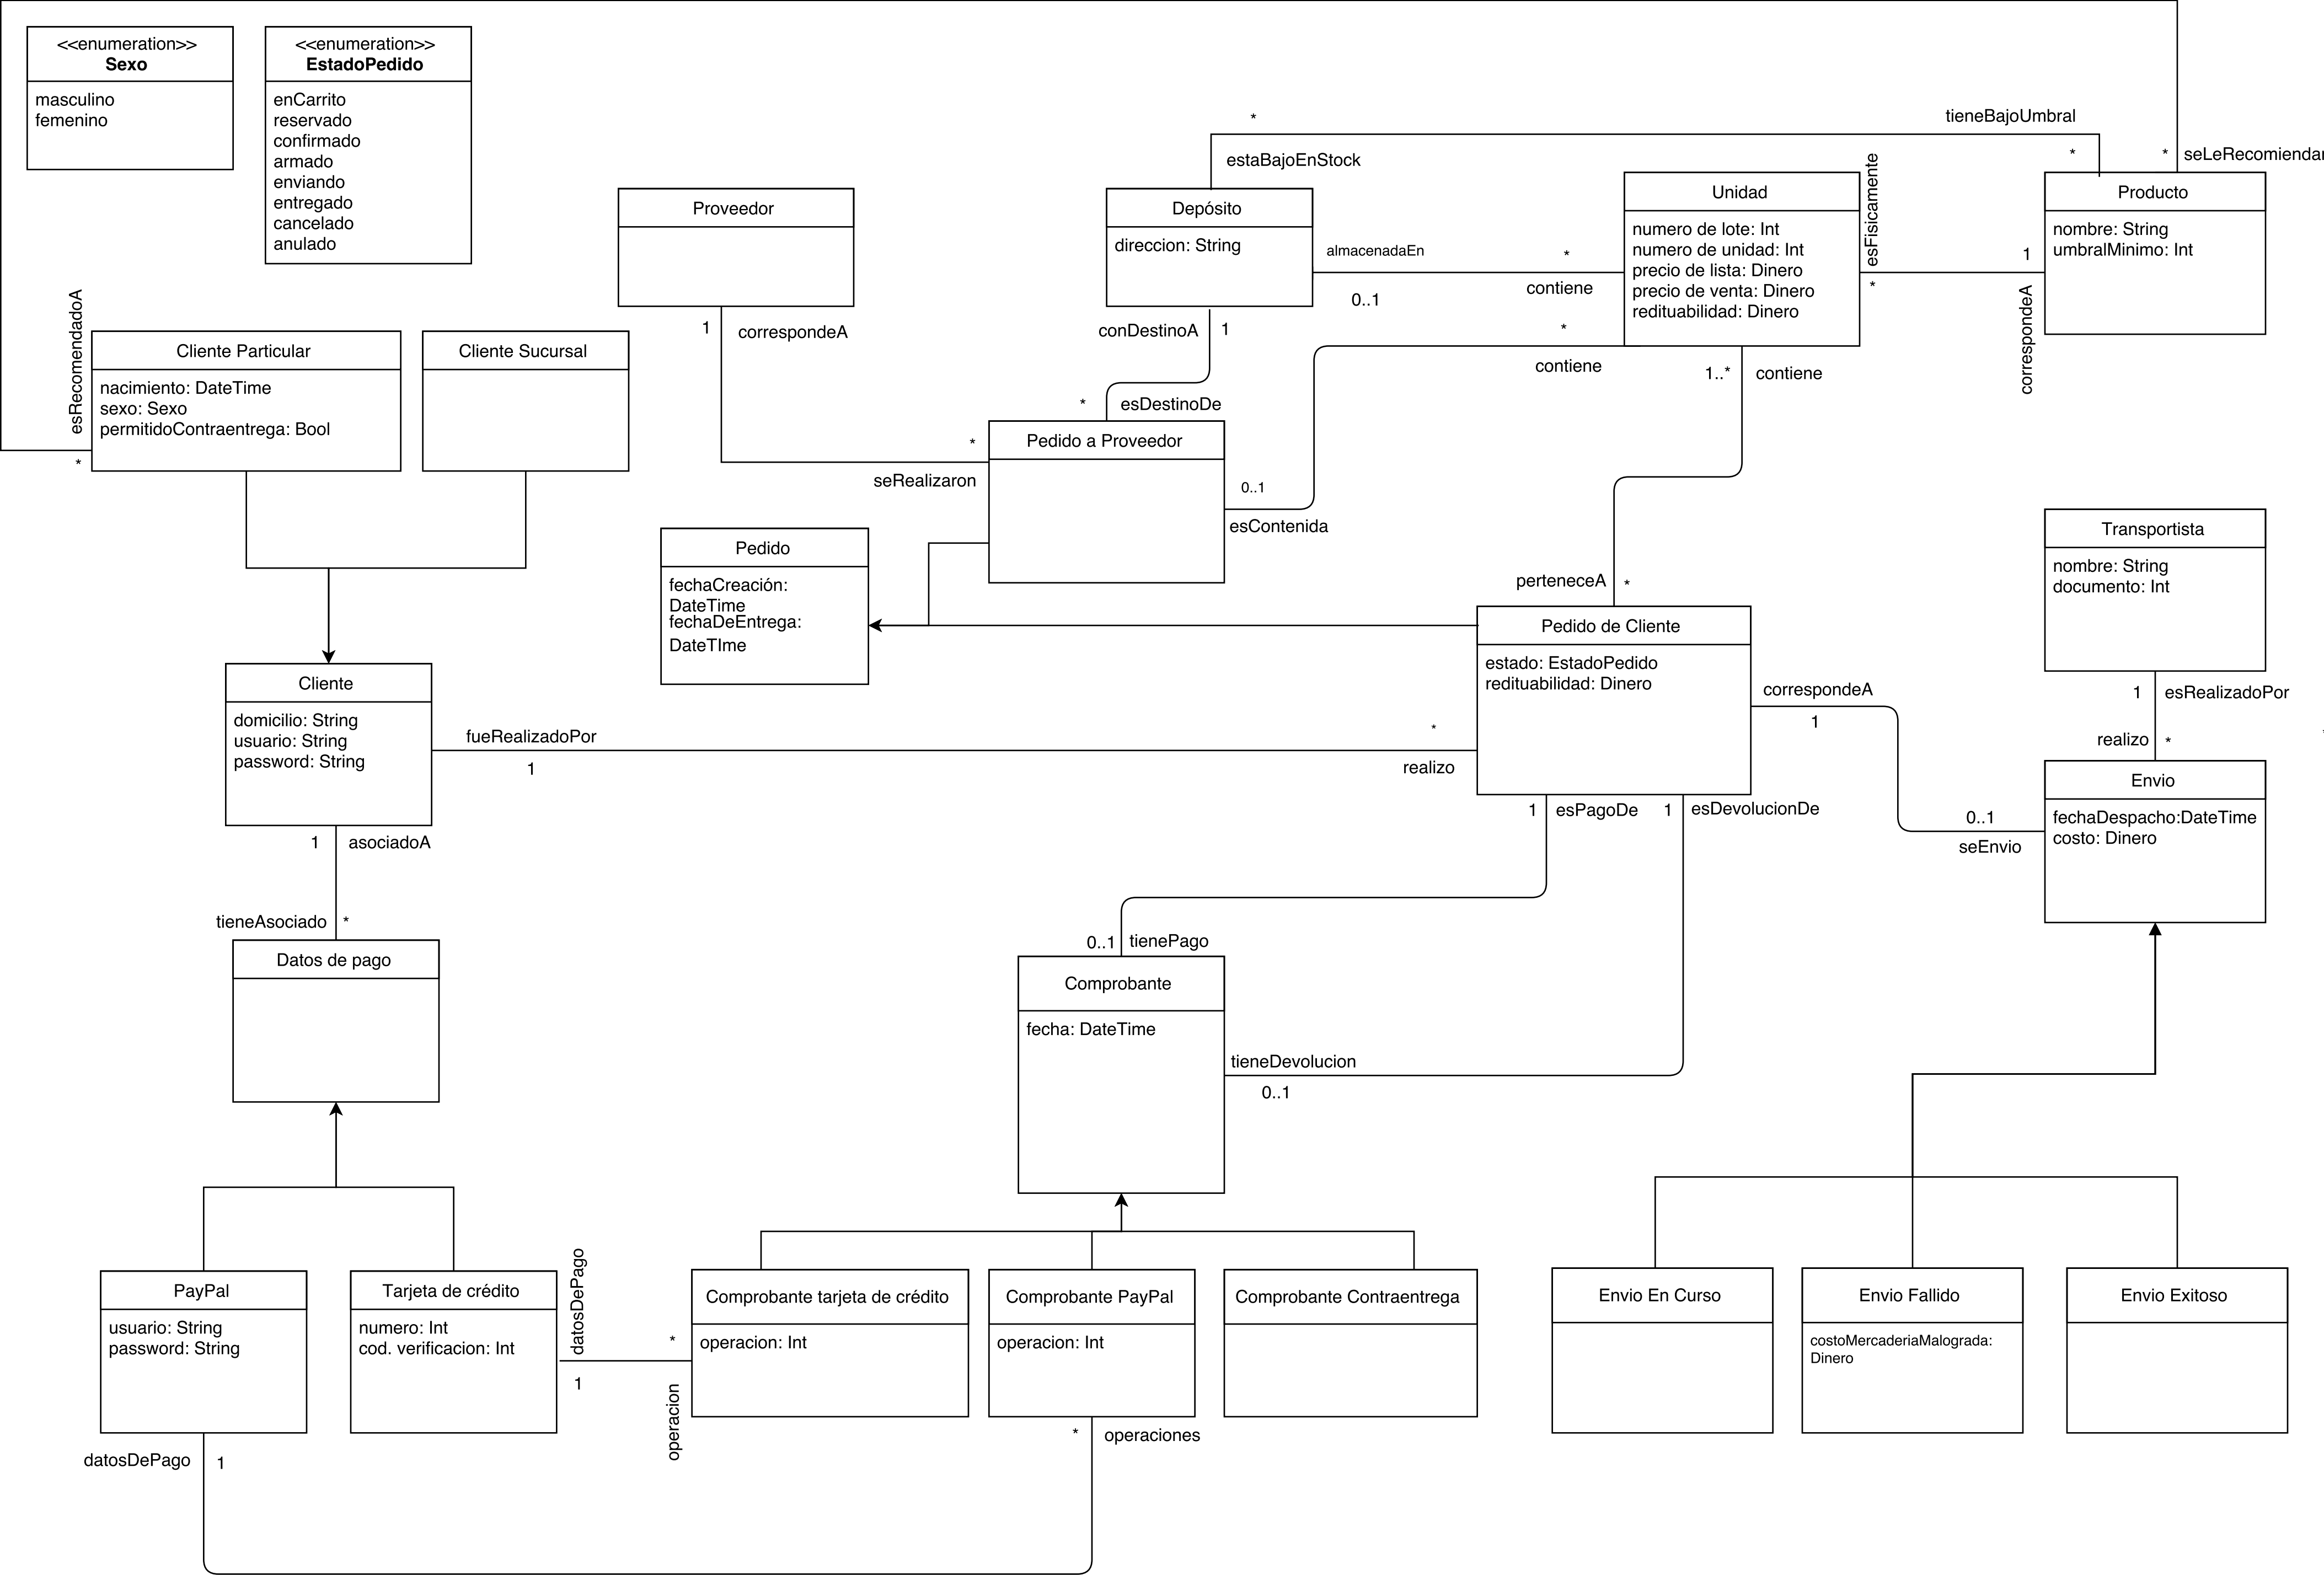 <<enumeration>>
Sexo
masculino
femenino
<<enumeration>>
EstadoPedido
enCarrito
reservado
confirmado
armado
enviando
entregado
cancelado
anulado
*
tieneBajoUmbral
estaBajoEnStock
*
*
seLeRecomiendan
esFisicamente
Proveedor
Depósito
direccion: String
Unidad
numero de lote: Int
numero de unidad: Int
precio de lista: Dinero
precio de venta: Dinero
redituabilidad: Dinero
Producto
nombre: String
umbralMinimo: Int
almacenadaEn
*
0..1
contiene
1
*
correspondeA
1
correspondeA
conDestinoA
1
*
contiene
1..*
contiene
esRecomendadoA
*
Cliente Particular
nacimiento: DateTime
sexo: Sexo
permitidoContraentrega: Bool
Cliente Sucursal
*
esDestinoDe
*
seRealizaron
Pedido a Proveedor
0..1
esContenida
Pedido
fechaCreación:
DateTime
fechaDeEntrega:
DateTIme
perteneceA
*
Transportista
nombre: String
documento: Int
Pedido de Cliente
estado: EstadoPedido
redituabilidad: Dinero
correspondeA
1
1
esRealizadoPor
realizo
*
*
Cliente
domicilio: String
usuario: String
password: String
fueRealizadoPor
1
*
realizo
Envio
fechaDespacho:DateTime
costo: Dinero
0..1
seEnvio
1
esPagoDe
1
esDevolucionDe
1
asociadoA
tieneAsociado
*
Datos de pago
0..1
tienePago
Comprobante
fecha: DateTime
tieneDevolucion
0..1
PayPal
usuario: String
password: String
Tarjeta de crédito
numero: Int
cod. verificacion: Int
datosDePago
1
*
operacion
Comprobante tarjeta de crédito
operacion: Int
Comprobante PayPal
operacion: Int
Comprobante Contraentrega
Envio En Curso
Envio Fallido
costoMercaderiaMalograda:
Dinero
Envio Exitoso
datosDePago
1
*
operaciones